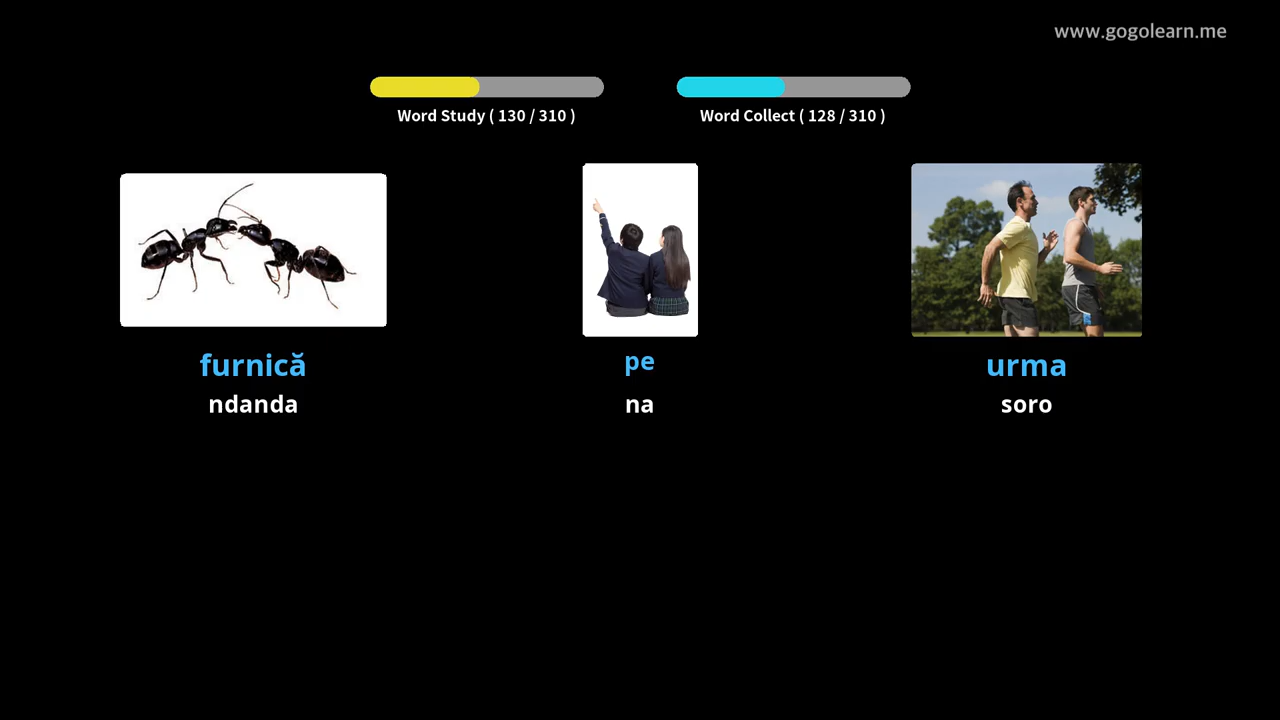 www.gogolearn.me
Word Study ( 130 / 310 )
Word Collect ( 128 / 310 )
furnică
pe
urma
ndanda
na
soro